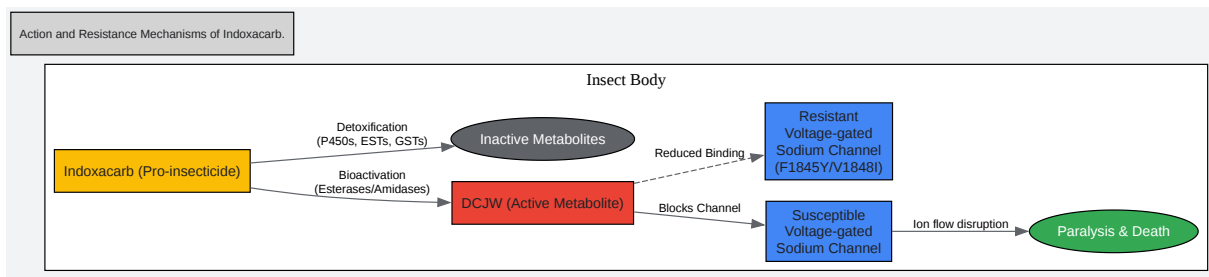 Action and Resistance Mechanisms of Indoxacarb.
Insect Body
Indoxacarb (Pro-insecticide)
Detoxification
(P450s, ESTs, GSTs)
Bioactivation
(Esterases/Amidases)
Inactive Metabolites
DCJW (Active Metabolite)
Reduced Binding
Blocks Channel
Resistant
Voltage-gated
Sodium Channel
(F1845Y/V1848I)
Susceptible
Voltage-gated
Sodium Channel
Ion flow disruption
Paralysis & Death